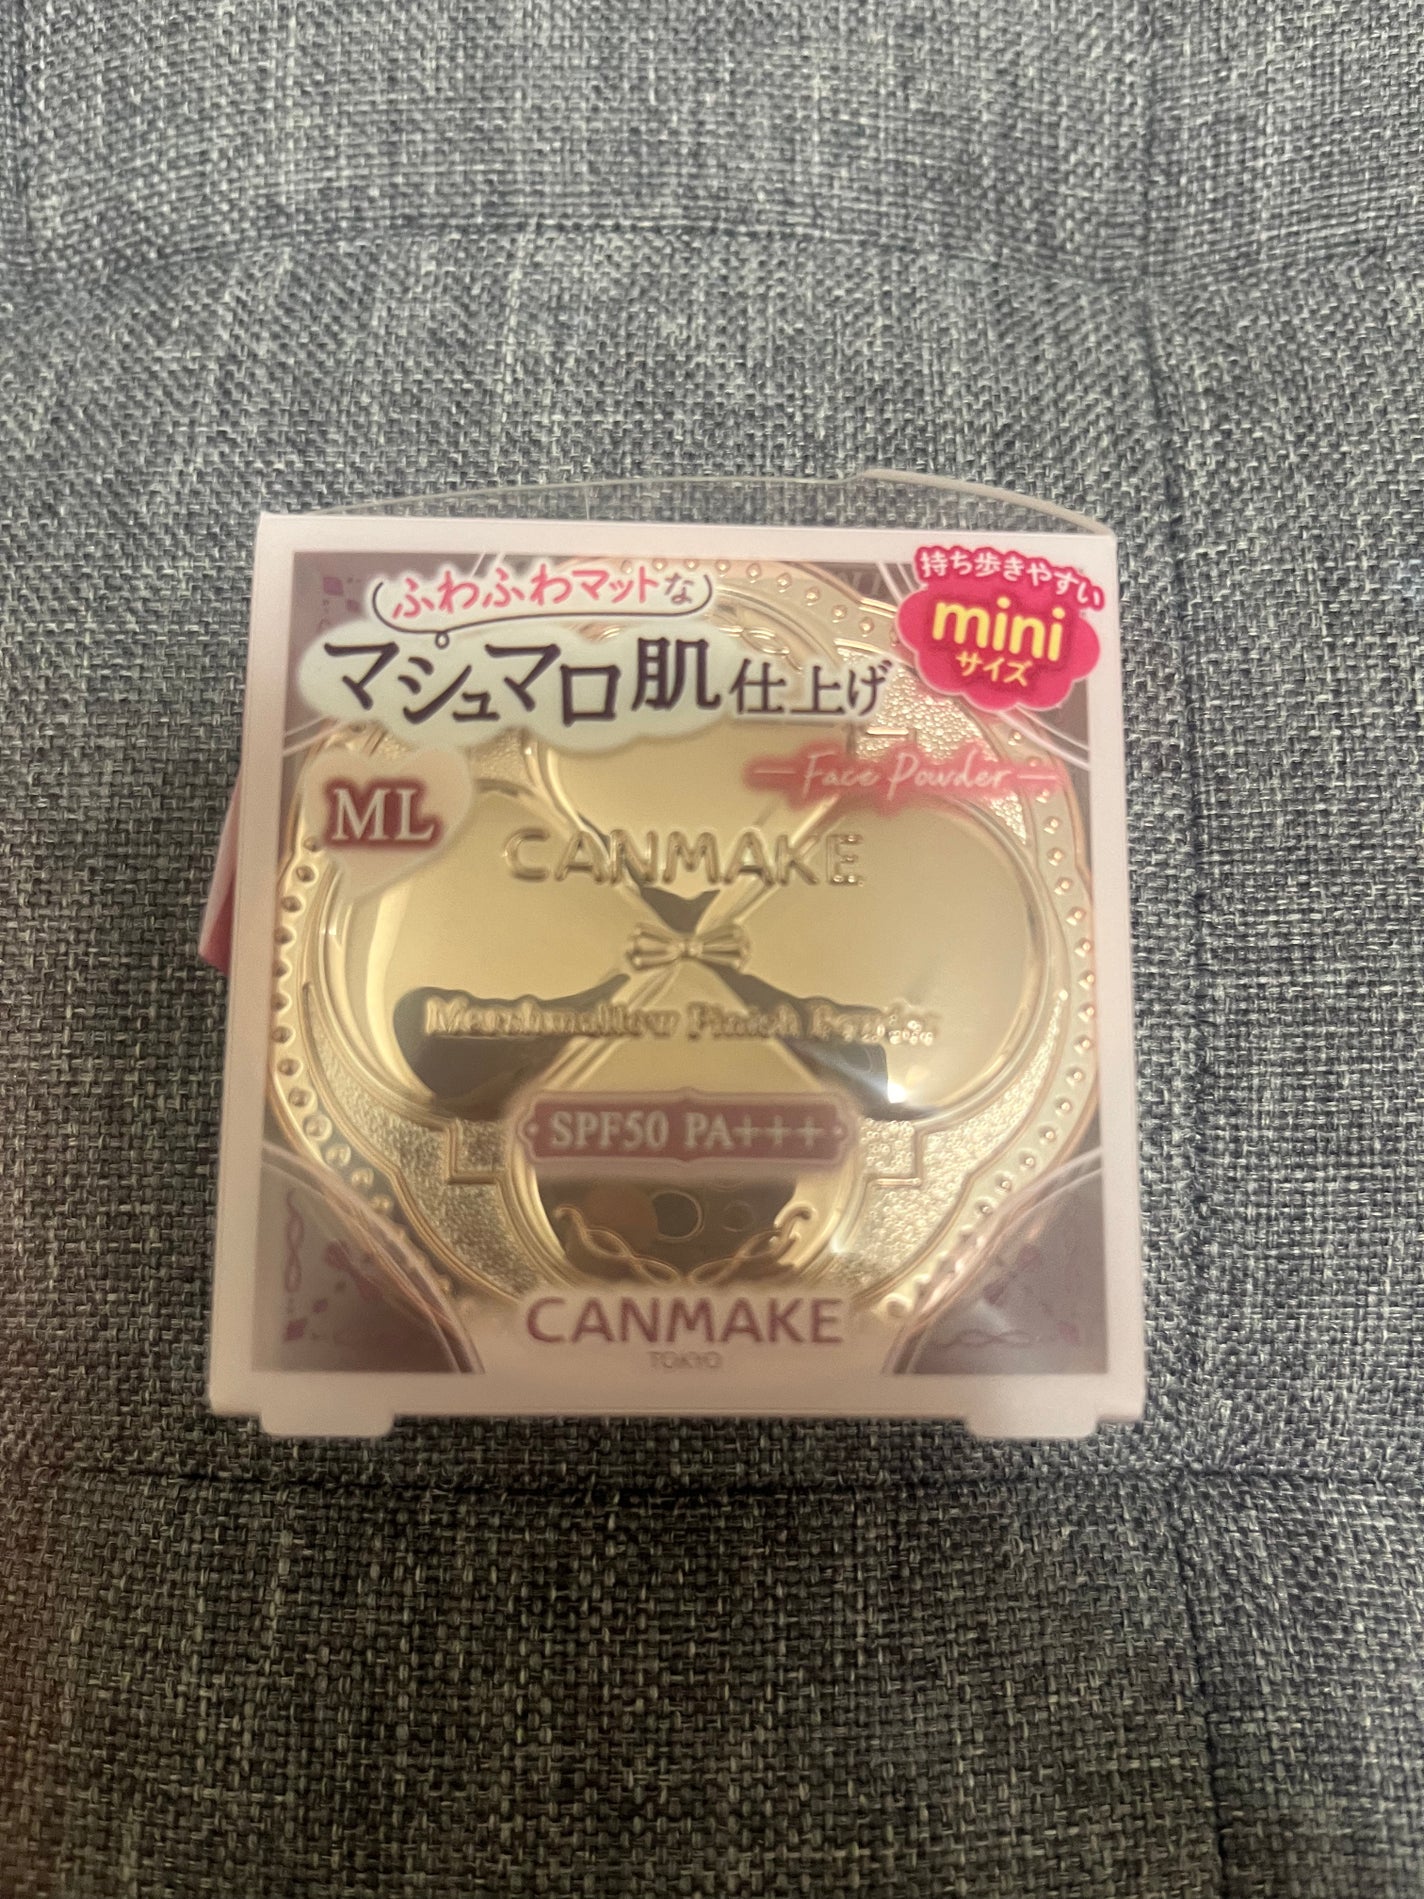 ふわふわマットな
マシュマロ肌仕上げ
持ち歩きやすい
mini
サイズ
Face Powder
ML
CANMAKE
Marshmallow Finish Powder
SPF50 PA+++
CANMAKE
TOKYO